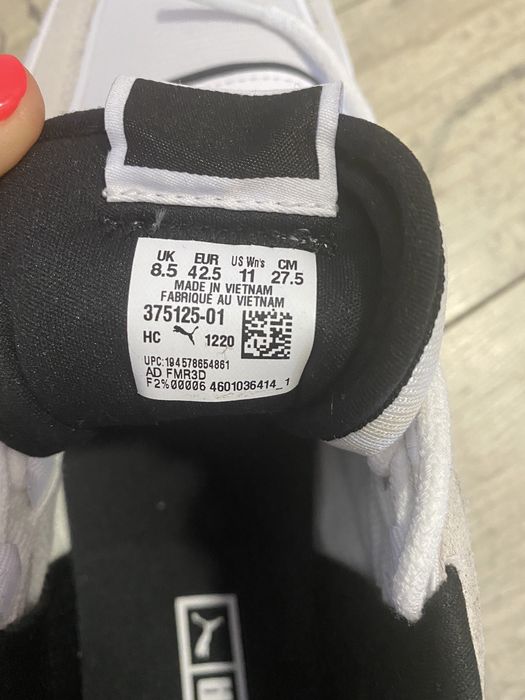 UK EUR US Wn's CM
8.5 42.5 11 27.5
MADE IN VIETNAM
FABRIQUÉ AU VIETNAM
375125-01
HC 1220
UPC:194578654861
AD FMR3D
F2%00006 4601036414_1